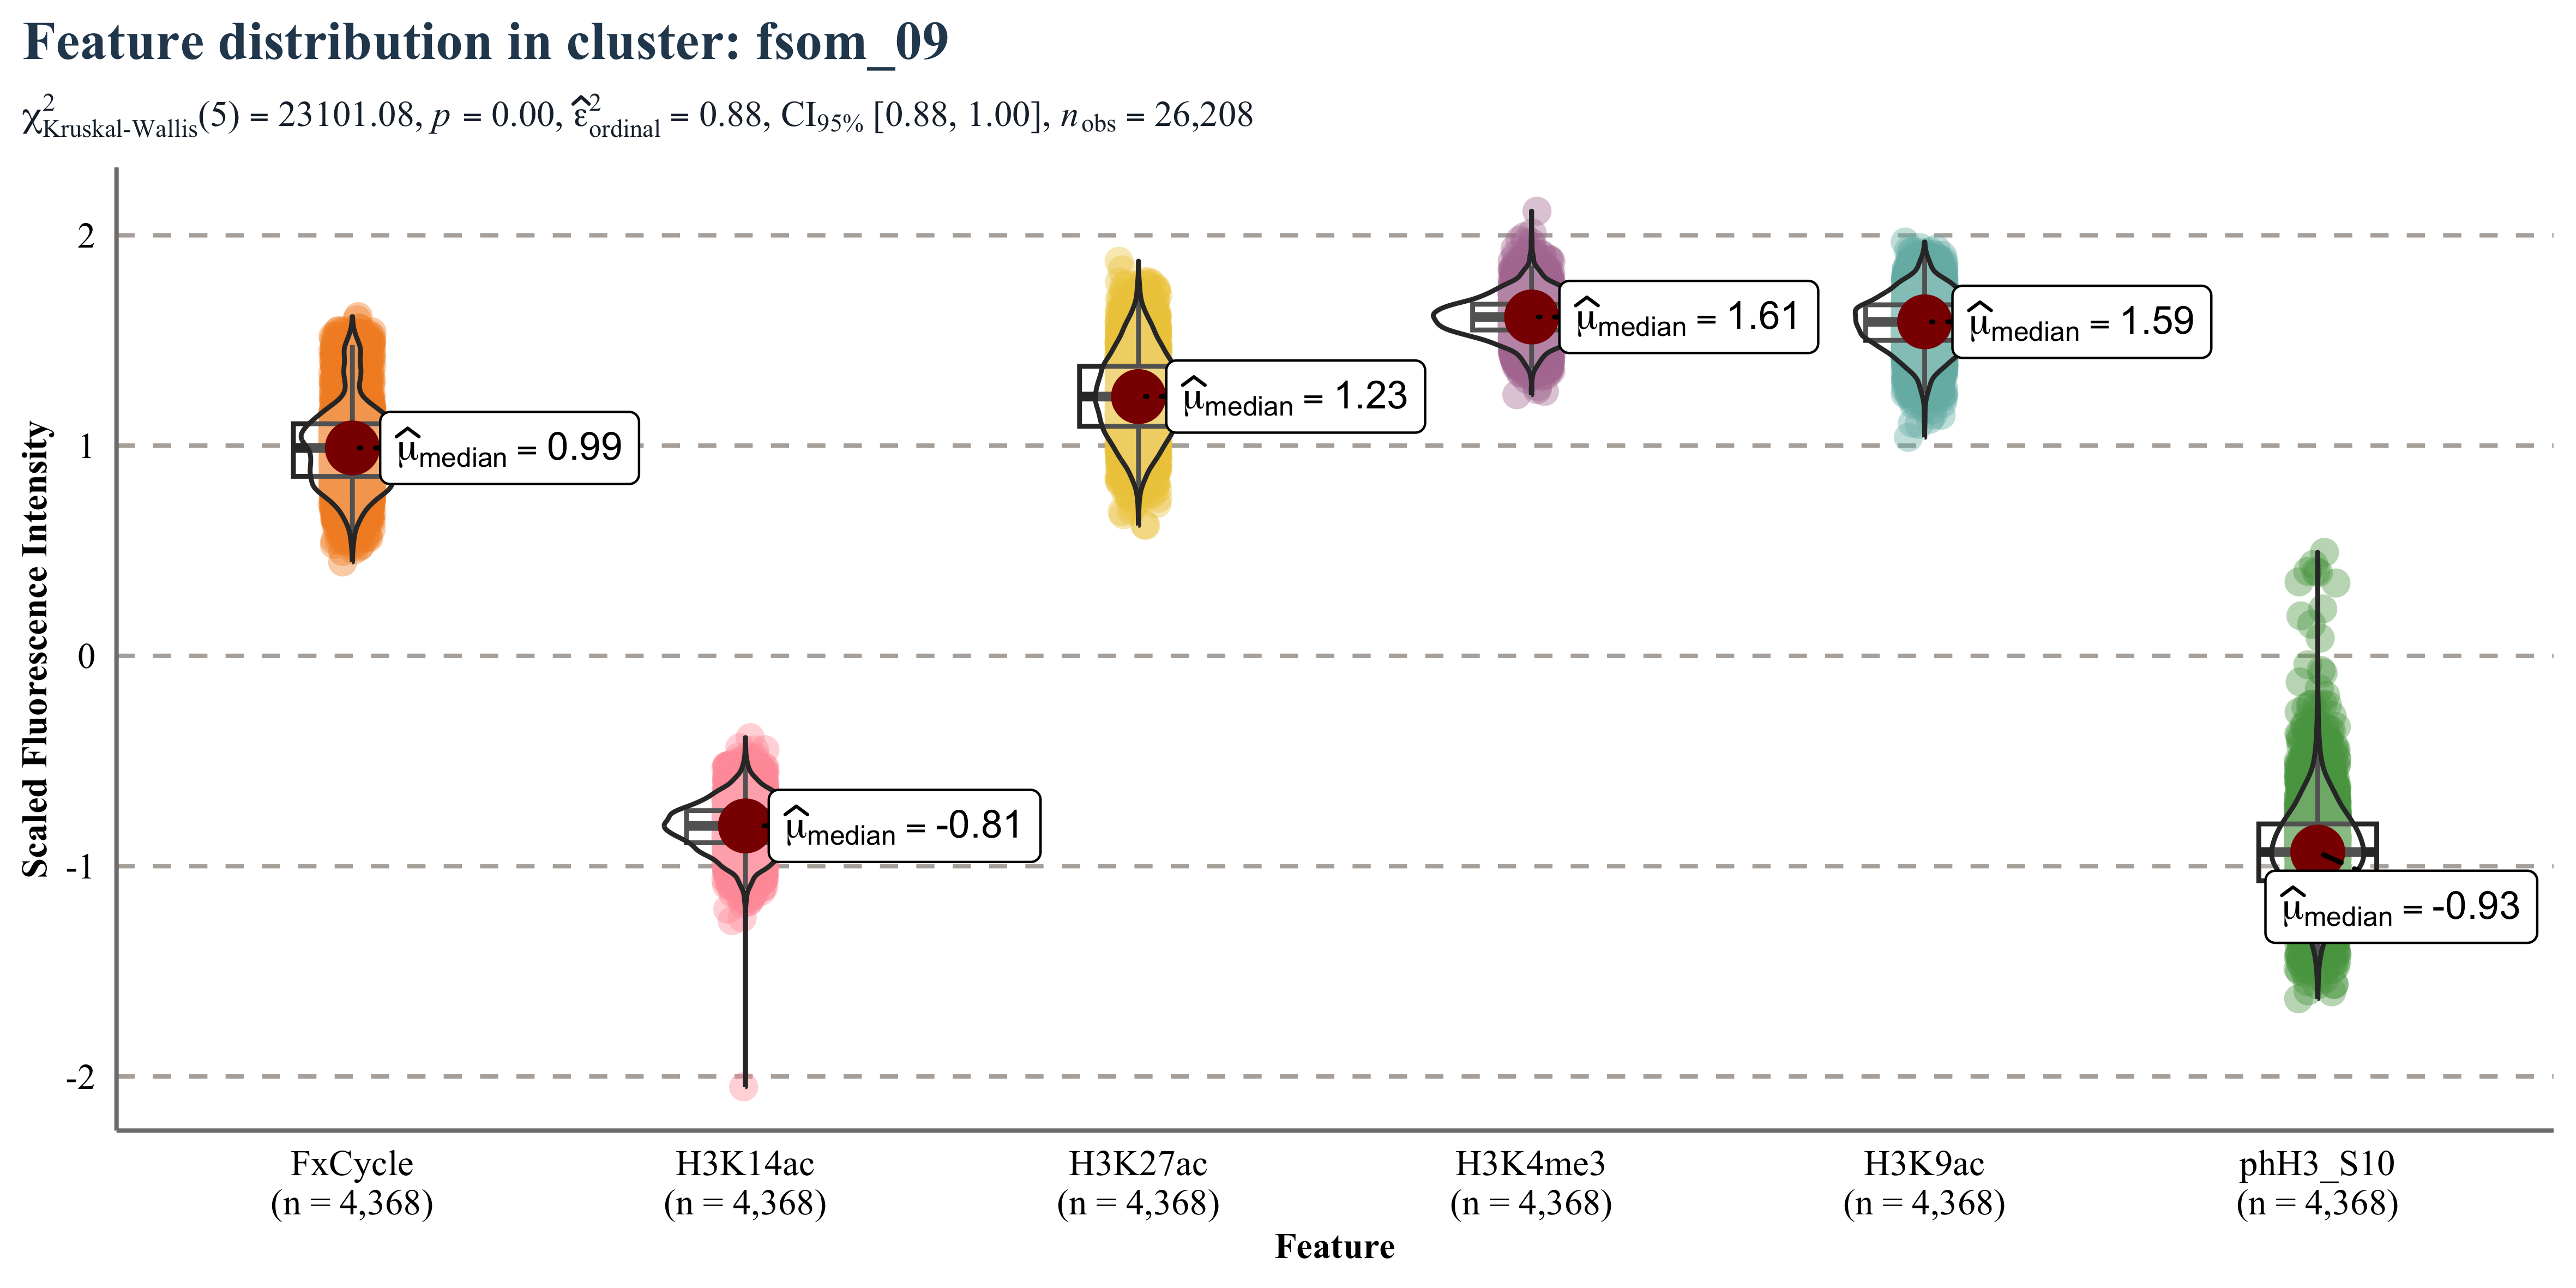 Feature distribution in cluster: fsom_09
χ²Kruskal-Wallis(5) = 23101.08, p = 0.00, ε̂²ordinal = 0.88, CI95% [0.88, 1.00], nobs = 26,208
Scaled Fluorescence Intensity
2
1
0
-1
-2
μ̂median = 0.99
μ̂median = -0.81
μ̂median = 1.23
μ̂median = 1.61
μ̂median = 1.59
μ̂median = -0.93
FxCycle
(n = 4,368)
H3K14ac
(n = 4,368)
H3K27ac
(n = 4,368)
H3K4me3
(n = 4,368)
H3K9ac
(n = 4,368)
phH3_S10
(n = 4,368)
Feature